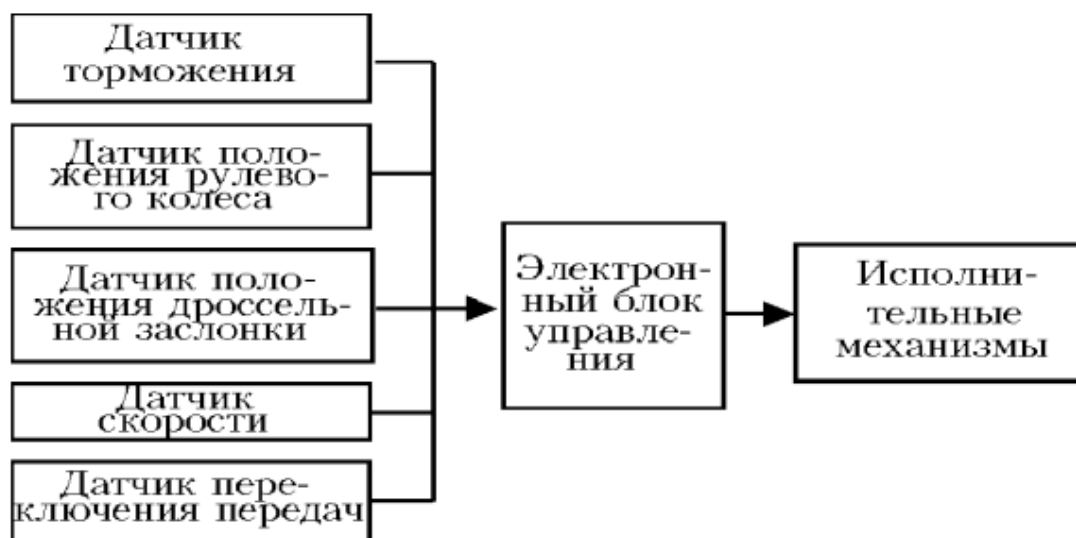 Датчик
торможения
Датчик поло-
жения рулево-
го колеса
Датчик поло-
жения дроссель-
ной заслонки
Датчик
скорости
Датчик пере-
ключения передач
Электрон-
ный блок
управле-
ния
Исполни-
тельные
механизмы